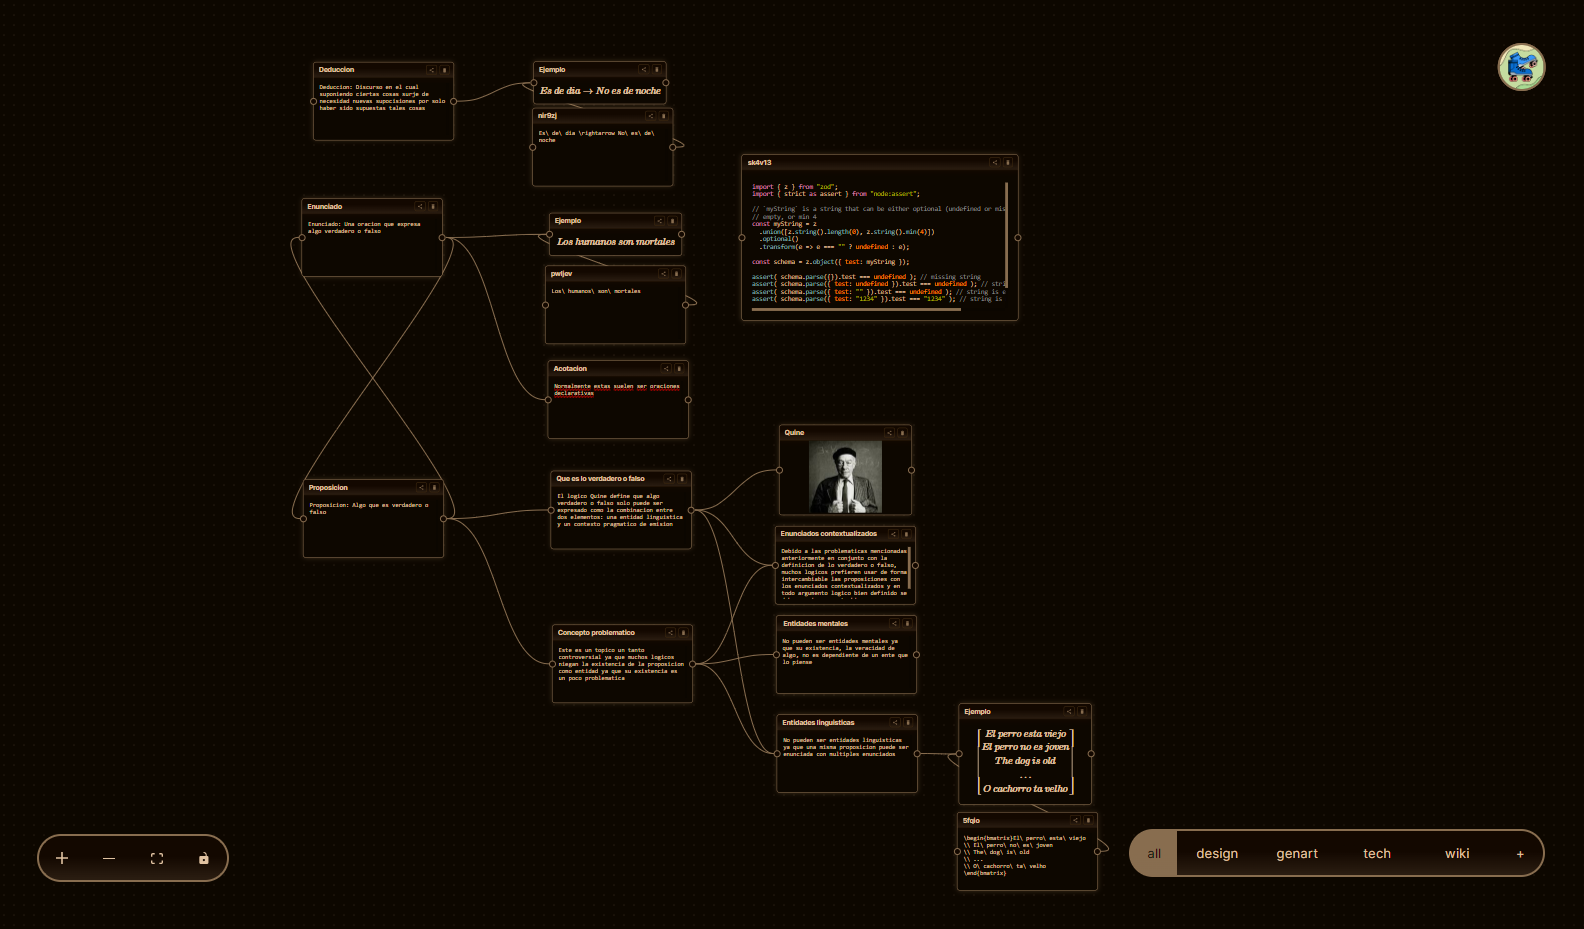 Deduccion
Deduccion: Discurso en el cual
suponiendo ciertas cosas surje de
necesidad nuevas suposiciones por solo
haber sido supuestas tales cosas
Ejemplo
Es de dia → No es de noche
nir9zj
Es\ de\ dia \rightarrow No\ es\ de\
noche
Enunciado
Enunciado: Una oracion que expresa
algo verdadero o falso
Ejemplo
Los humanos son mortales
Los\ humanos\ son\ mortales
Acotacion
Normalmente estas suelen ser oraciones
declarativas
sk4v13
import { z } from "zod";
import { strict as assert } from "node:assert";
// `myString` is a string that can be either optional (undefined or mis
// empty, or min 4
const myString = z
.union([z.string().length(0), z.string().min(4)])
.optional()
.transform(e => e === "" ? undefined : e);
const schema = z.object({ test: myString });
assert( schema.parse({}).test === undefined ); // missing string
assert( schema.parse({ test: undefined }).test === undefined ); // stri
assert( schema.parse({ test: "" }).test === undefined ); // string is e
assert( schema.parse({ test: "1234" }).test === "1234" ); // string is
Proposicion
Proposicion: Algo que es verdadero o
falso
Que es lo verdadero o falso
El logico Quine define que algo
verdadero o falso solo puede ser
expresado como la combinacion entre
dos elementos: una entidad linguistica
y un contexto pragmatico de emision
Quine
Enunciados contextualizados
Debido a las problematicas mencionadas
anteriormente en conjunto con la
definicion de lo verdadero o falso,
muchos logicos prefieren usar de forma
intercambiable las proposiciones con
los enunciados contextualizados y en
todo argumento logico bien definido se
Concepto problematico
Este es un topico un tanto
controversial ya que muchos logicos
niegan la existencia de la proposicion
como entidad ya que su existencia es
un poco problematica
Entidades mentales
No pueden ser entidades mentales ya
que su existencia, la veracidad de
algo, no es dependiente de un ente que
lo piense
Entidades linguisticas
No pueden ser entidades linguisticas
ya que una misma proposicion puede ser
enunciada con multiples enunciados
Ejemplo
El perro esta viejo
El perro no es joven
The dog is old
...
O cachorro ta velho
\begin{bmatrix}El\ perro\ esta\ viejo
\\ El\ perro\ no\ es\ joven
\\ The\ dog\ is\ old
\\ ...
\\ O\ cachorro\ ta\ velho
\end{bmatrix}
all design genart tech wiki +